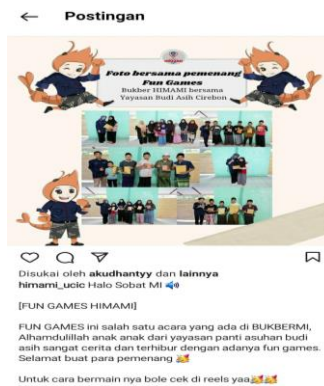 Postingan
Foto bersama pemenang
Fun Games
Bukber HIMAMI bersama
Yayasan Budi Asih Cirebon
Disukai oleh akudhantyy dan lainnya
himami_ucic Halo Sobat MI 📢
[FUN GAMES HIMAMI]
FUN GAMES ini salah satu acara yang ada di BUKBERMI,
Alhamdulillah anak anak dari yayasan panti asuhan budi
asih sangat cerita dan terhibur dengan adanya fun games.
Selamat buat para pemenang 🎉
Untuk cara bermain nya bole cek di reels yaa🎉🎉